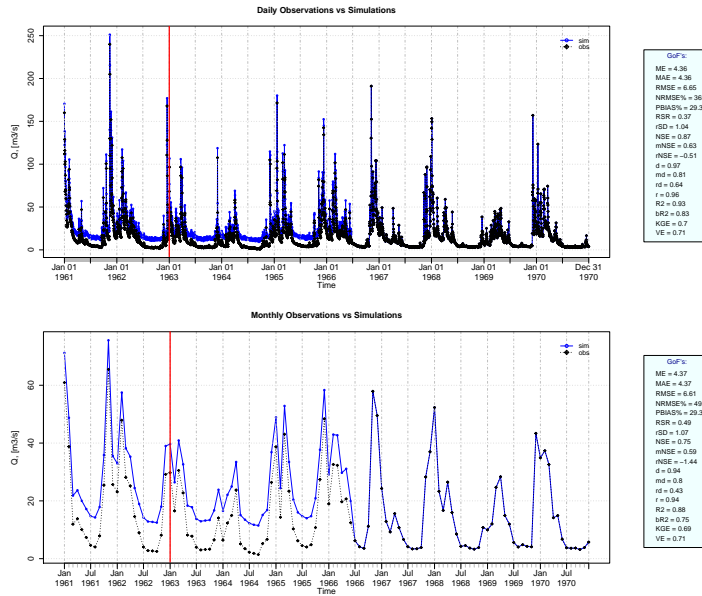 Daily Observations vs Simulations
Q, [m3/s]
250
200
150
100
50
0
sim
obs
Jan 01 Jan 01 Jan 01 Jan 01 Jan 01 Jan 01 Jan 01 Jan 01 Jan 01 Jan 01 Dec 31
1961 1962 1963 1964 1965 1966 1967 1968 1969 1970 1970
Time
GoF's:
ME = 4.36
MAE = 4.36
RMSE = 6.65
NRMSE% = 36
PBIAS% = 29.3
RSR = 0.37
rSD = 1.04
NSE = 0.87
mNSE = 0.63
rNSE = −0.51
d = 0.97
md = 0.81
rd = 0.64
r = 0.96
R2 = 0.93
bR2 = 0.83
KGE = 0.7
VE = 0.71
Monthly Observations vs Simulations
Q, [m3/s]
60
40
20
0
sim
obs
Jan Jul Jan Jul Jan Jul Jan Jul Jan Jul Jan Jul Jan Jul Jan Jul Jan Jul Jan Jul
1961 1961 1962 1962 1963 1963 1964 1964 1965 1965 1966 1966 1967 1967 1968 1968 1969 1969 1970 1970
Time
GoF's:
ME = 4.37
MAE = 4.37
RMSE = 6.61
NRMSE% = 49
PBIAS% = 29.3
RSR = 0.49
rSD = 1.07
NSE = 0.75
mNSE = 0.59
rNSE = −1.44
d = 0.94
md = 0.8
rd = 0.43
r = 0.94
R2 = 0.88
bR2 = 0.75
KGE = 0.69
VE = 0.71